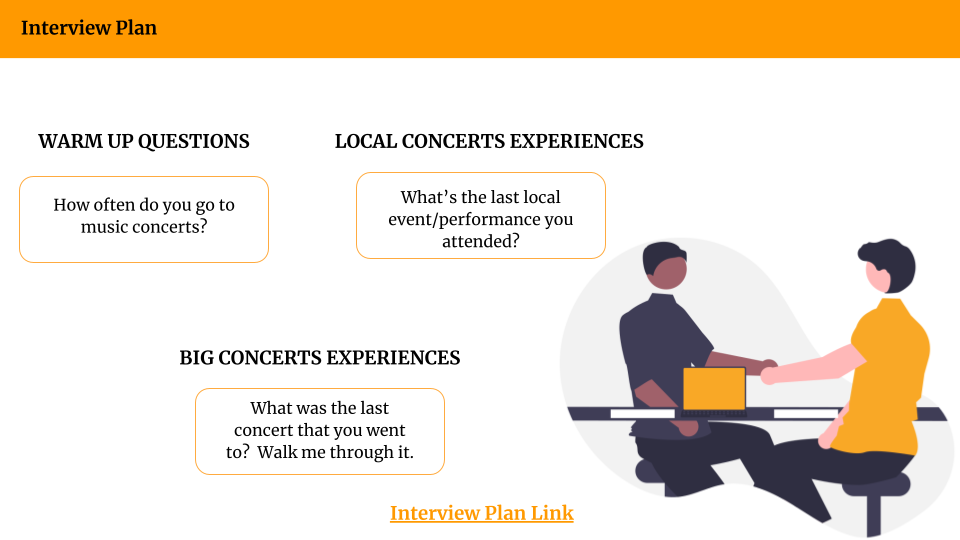 Interview Plan
WARM UP QUESTIONS
How often do you go to
music concerts?
LOCAL CONCERTS EXPERIENCES
What’s the last local
event/performance you
attended?
BIG CONCERTS EXPERIENCES
What was the last
concert that you went
to?  Walk me through it.
Interview Plan Link